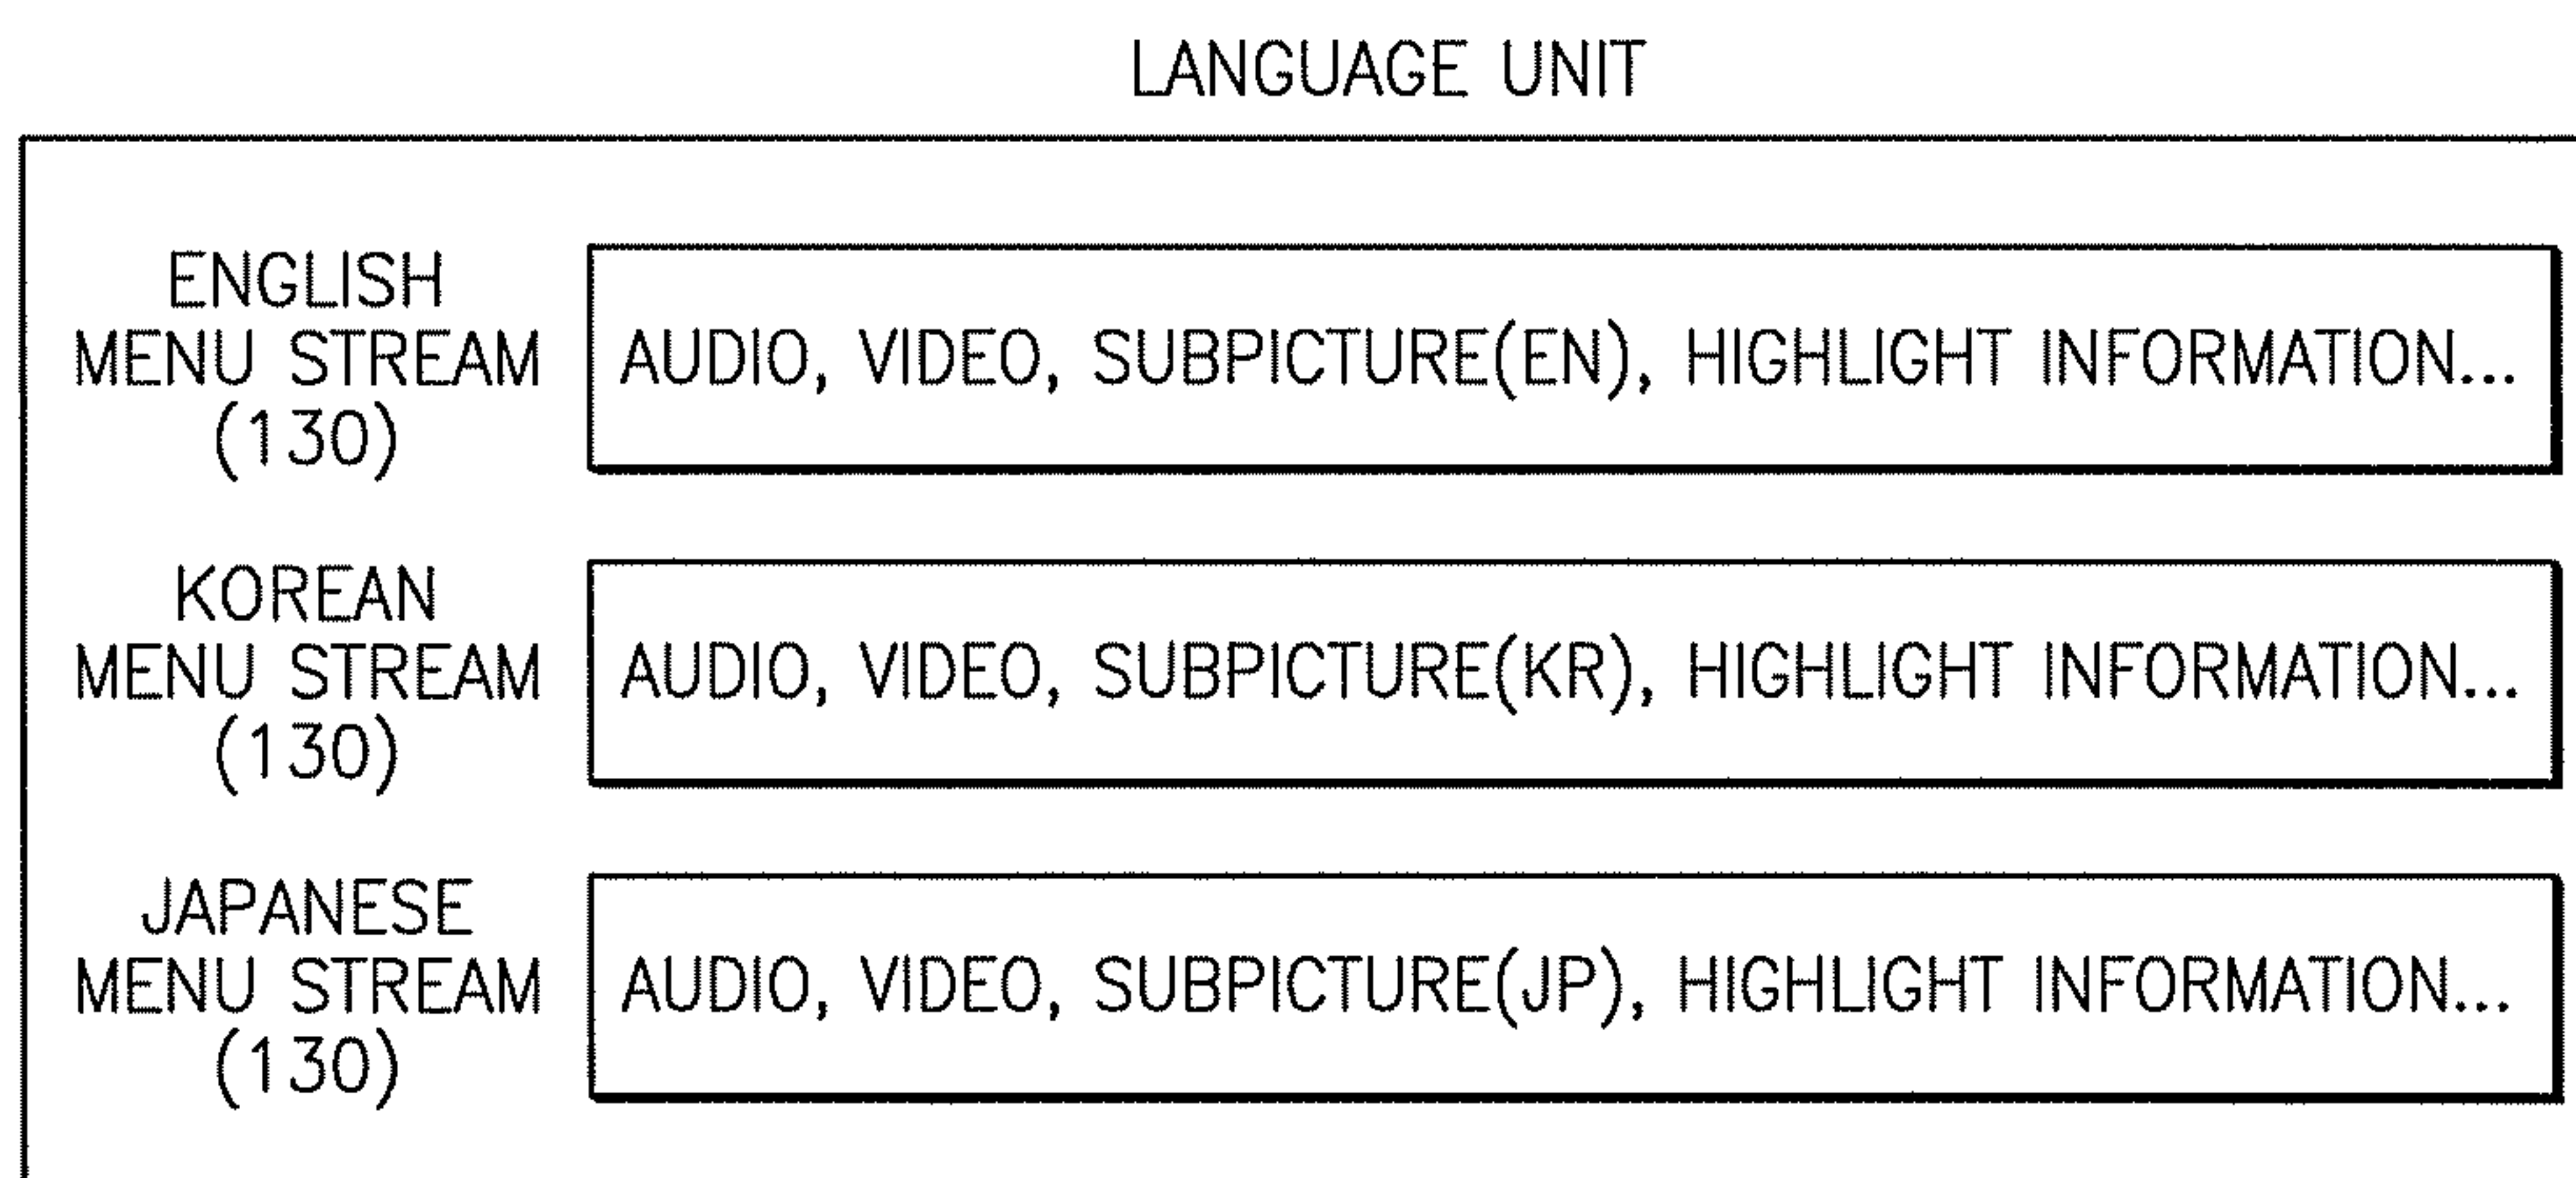 LANGUAGE UNIT
ENGLISH
MENU STREAM
(130)
AUDIO, VIDEO, SUBPICTURE(EN), HIGHLIGHT INFORMATION...
KOREAN
MENU STREAM
(130)
AUDIO, VIDEO, SUBPICTURE(KR), HIGHLIGHT INFORMATION...
JAPANESE
MENU STREAM
(130)
AUDIO, VIDEO, SUBPICTURE(JP), HIGHLIGHT INFORMATION...